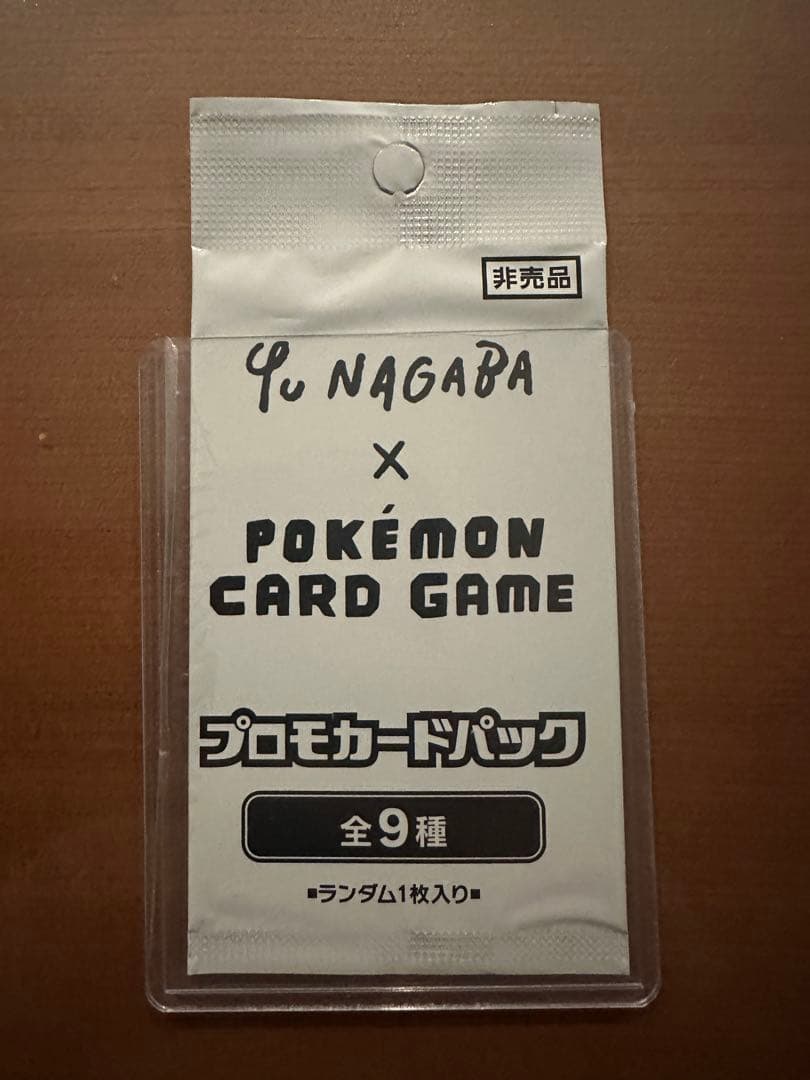 非売品
Yu NAGABA
×
POKÉMON
CARD GAME
プロモカードパック
全9種
■ランダム1枚入り■